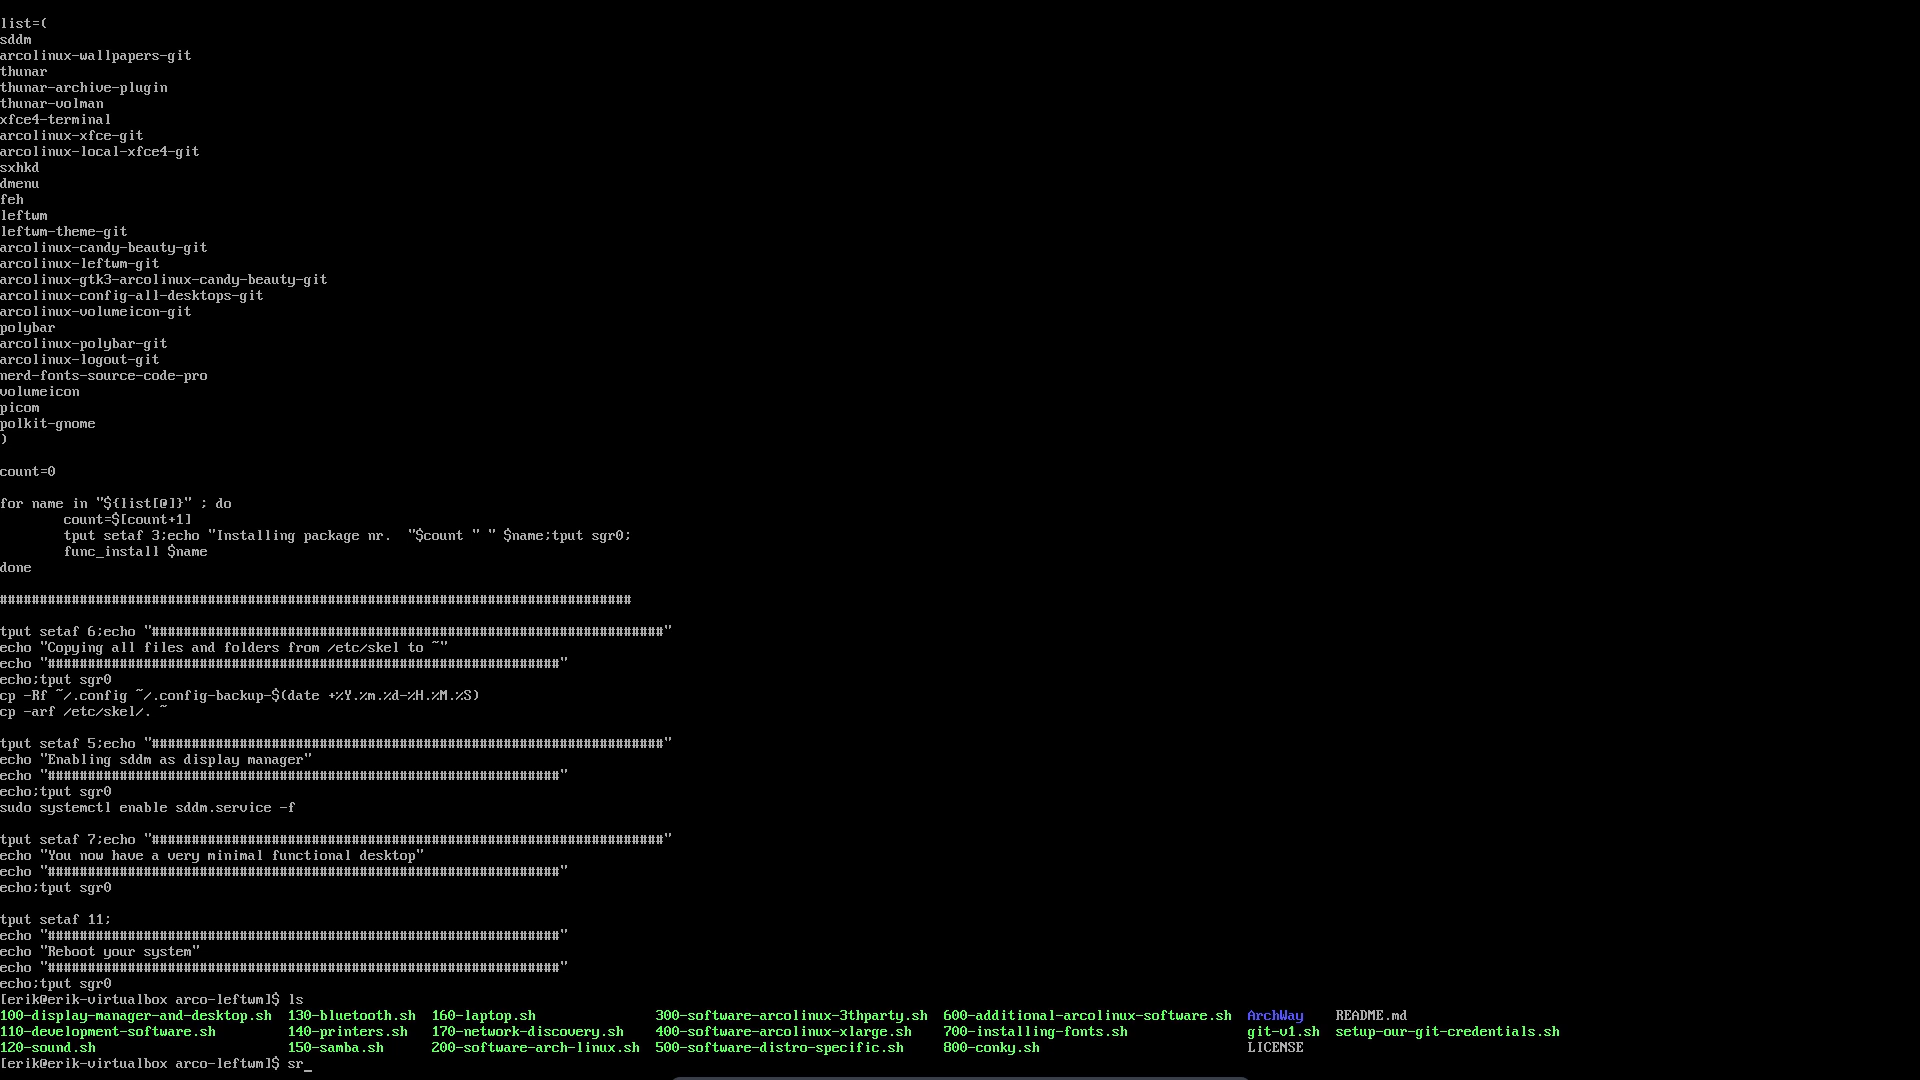 list=(
sddm
arcolinux-wallpapers-git
thunar
thunar-archive-plugin
thunar-volman
xfce4-terminal
arcolinux-xfce-git
arcolinux-local-xfce4-git
sxhkd
dmenu
feh
leftwm
leftwm-theme-git
arcolinux-candy-beauty-git
arcolinux-leftwm-git
arcolinux-gtk3-arcolinux-candy-beauty-git
arcolinux-config-all-desktops-git
arcolinux-volumeicon-git
polybar
arcolinux-polybar-git
arcolinux-logout-git
nerd-fonts-source-code-pro
volumeicon
picom
polkit-gnome
)
count=0
for name in "${list[@]}" ; do
        count=$[count+1]
        tput setaf 3;echo "Installing package nr.  "$count " " $name;tput sgr0;
        func_install $name
done
###############################################################################
tput setaf 6;echo "################################################################"
echo "Copying all files and folders from /etc/skel to ~"
echo "################################################################"
echo;tput sgr0
cp -Rf ~/.config ~/.config-backup-$(date +%Y.%m.%d-%H.%M.%S)
cp -arf /etc/skel/. ~
tput setaf 5;echo "################################################################"
echo "Enabling sddm as display manager"
echo "################################################################"
echo;tput sgr0
sudo systemctl enable sddm.service -f
tput setaf 7;echo "################################################################"
echo "You now have a very minimal functional desktop"
echo "################################################################"
echo;tput sgr0
tput setaf 11;
echo "################################################################"
echo "Reboot your system"
echo "################################################################"
echo;tput sgr0
[erik@erik-virtualbox arco-leftwm]$ ls
100-display-manager-and-desktop.sh  130-bluetooth.sh  160-laptop.sh               300-software-arcolinux-3thparty.sh  600-additional-arcolinux-software.sh  ArchWay    README.md
110-development-software.sh         140-printers.sh   170-network-discovery.sh    400-software-arcolinux-xlarge.sh    700-installing-fonts.sh               git-v1.sh  setup-our-git-credentials.sh
120-sound.sh                        150-samba.sh      200-software-arch-linux.sh  500-software-distro-specific.sh     800-conky.sh                          LICENSE
[erik@erik-virtualbox arco-leftwm]$ sr_